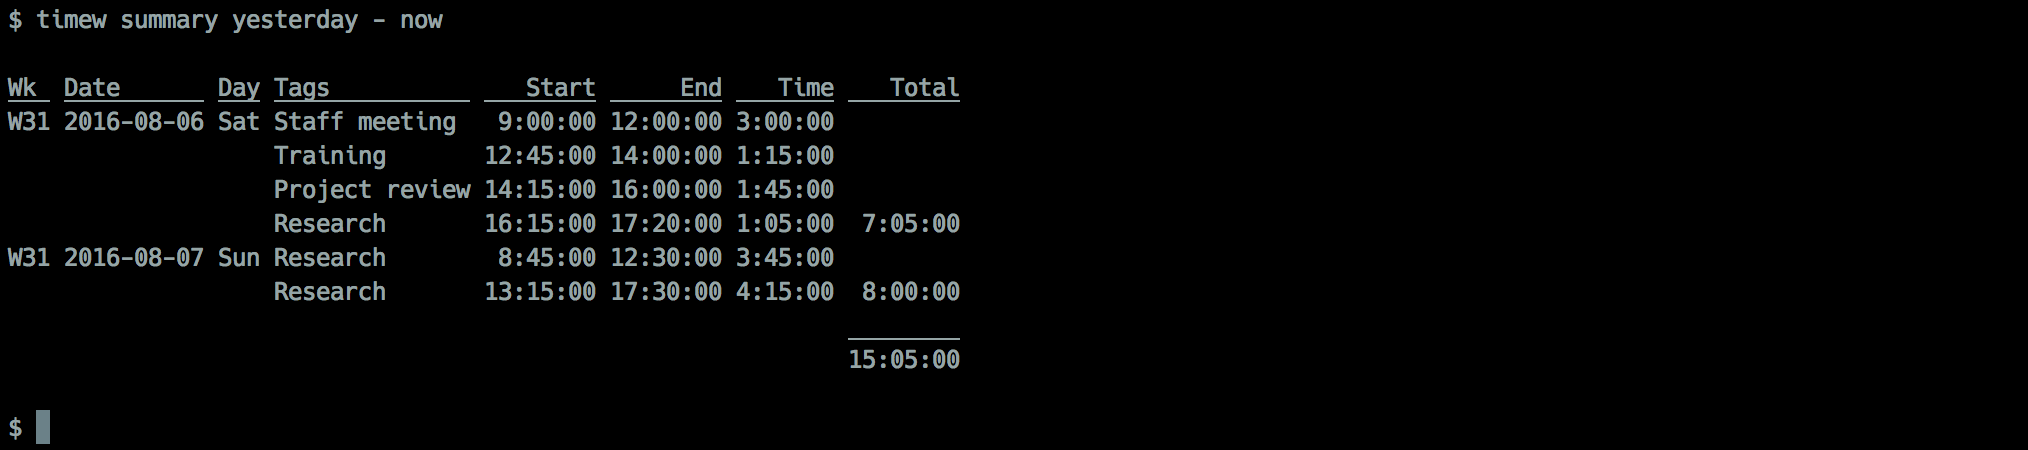 $ timew summary yesterday - now
Wk Date Day Tags Start End Time Total
W31 2016-08-06 Sat Staff meeting 9:00:00 12:00:00 3:00:00
Training 12:45:00 14:00:00 1:15:00
Project review 14:15:00 16:00:00 1:45:00
Research 16:15:00 17:20:00 1:05:00 7:05:00
W31 2016-08-07 Sun Research 8:45:00 12:30:00 3:45:00
Research 13:15:00 17:30:00 4:15:00 8:00:00
15:05:00
$